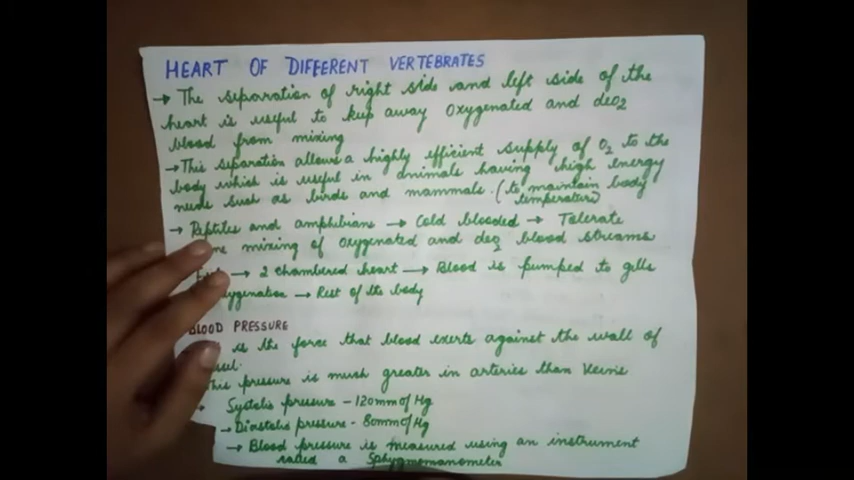 HEART OF DIFFERENT VERTEBRATES
→ The separation of right side and left side of the
heart is useful to keep away oxygenated and deo2
blood from mixing
→ This separation allows a highly efficient supply of O2 to the
body which is useful in animals having high energy
needs such as birds and mammals. (to maintain body
temperature)
→ Reptiles and amphibians → Cold blooded → Tolerate
mixing of oxygenated and deo2 blood streams
→ 2 chambered heart → Blood is pumped to gills
→ Rest of the body
BLOOD PRESSURE
is the force that blood exerts against the wall of
This pressure is much greater in arteries than Veins
Systolic pressure - 120mm of Hg
→ Diastolic pressure - 80mm of Hg
→ Blood pressure is measured using an instrument
called a Sphygmomanometer